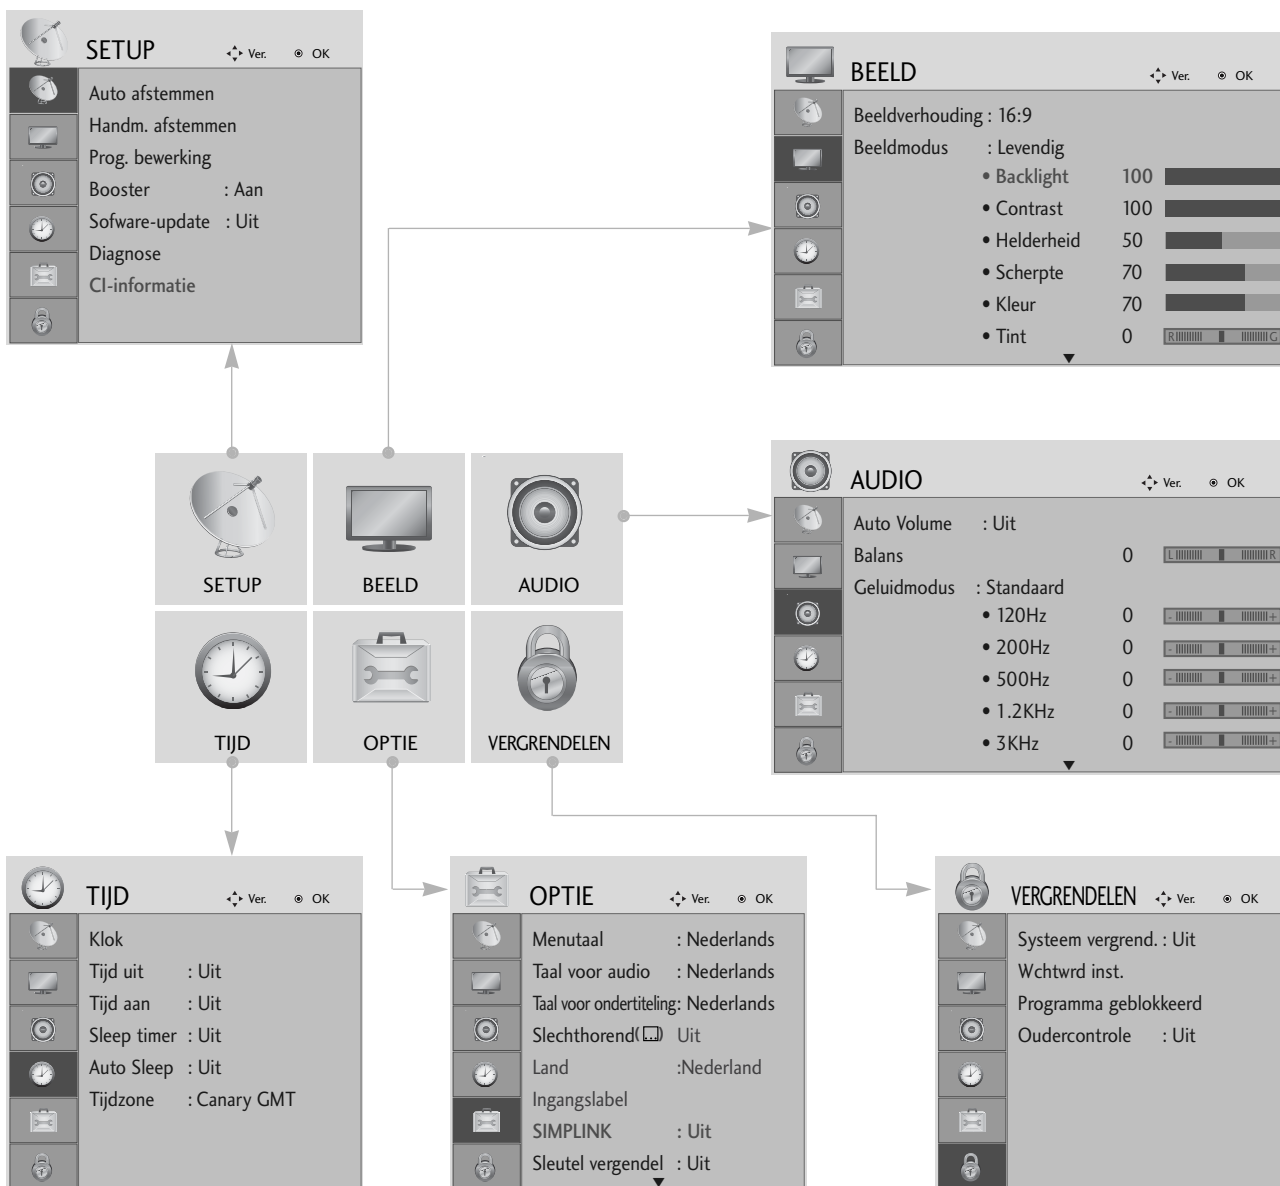 SETUP Ver. OK
Auto afstemmen
Handm. afstemmen
Prog. bewerking
Booster : Aan
Sofware-update : Uit
Diagnose
CI-informatie
BEELD Ver. OK
Beeldverhouding : 16:9
Beeldmodus : Levendig
• Backlight 100
• Contrast 100
• Helderheid 50
• Scherpte 70
• Kleur 70
• Tint 0 R G
SETUP
BEELD
AUDIO
TIJD
OPTIE
VERGRENDELEN
AUDIO Ver. OK
Auto Volume : Uit
Balans 0 L R
Geluidmodus : Standaard
• 120Hz 0 - +
• 200Hz 0 - +
• 500Hz 0 - +
• 1.2KHz 0 - +
• 3KHz 0 - +
TIJD Ver. OK
Klok
Tijd uit : Uit
Tijd aan : Uit
Sleep timer : Uit
Auto Sleep : Uit
Tijdzone : Canary GMT
OPTIE Ver. OK
Menutaal : Nederlands
Taal voor audio : Nederlands
Taal voor ondertiteling: Nederlands
Slechthorend( ) Uit
Land :Nederland
Ingangslabel
SIMPLINK : Uit
Sleutel vergendel : Uit
VERGRENDELEN Ver. OK
Systeem vergrend. : Uit
Wchtwrd inst.
Programma geblokkeerd
Oudercontrole : Uit